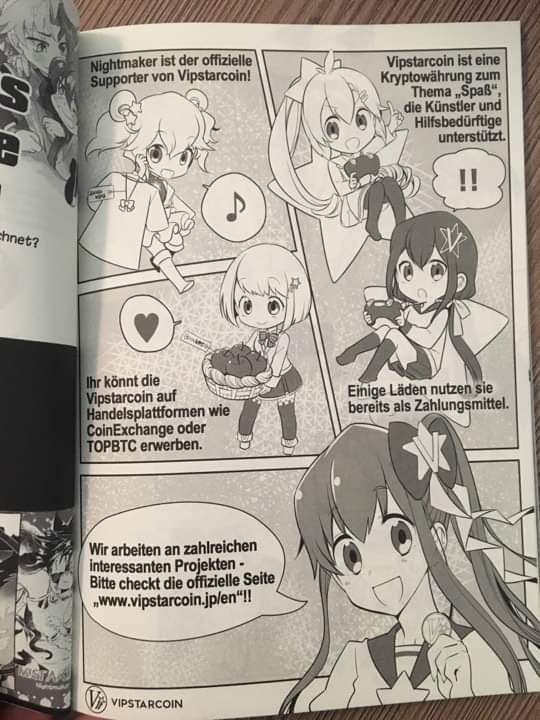 s
e
chnet?
Nightmaker ist der offizielle
Supporter von Vipstarcoin!
Vipstarcoin ist eine
Kryptowährung zum
Thema „Spaß“,
die Künstler und
Hilfsbedürftige
unterstützt.
!!
V
Ihr könnt die
Vipstarcoin auf
Handelsplattformen wie
CoinExchange oder
TOPBTC erwerben.
Einige Läden nutzen sie
bereits als Zahlungsmittel.
V
Wir arbeiten an zahlreichen
interessanten Projekten -
Bitte checkt die offizielle Seite
„www.vipstarcoin.jp/en“!!
VIPSTARCOIN